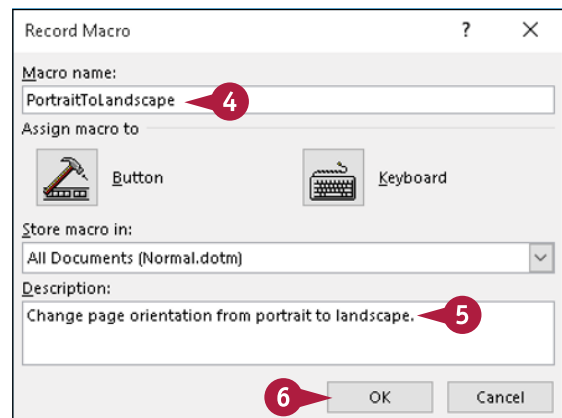 Record Macro ?
Macro name:
PortraitToLandscape 4
Assign macro to
Button Keyboard
Store macro in:
All Documents (Normal.dotm)
Description:
Change page orientation from portrait to landscape. 5
6 OK Cancel